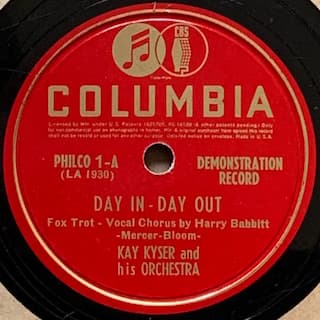 CBS
COLUMBIA
PHILCO 1-A
(LA 1930)
DEMONSTRATION
RECORD
DAY IN - DAY OUT
Fox Trot - Vocal Chorus by Harry Babbitt
-Mercer-Bloom-
KAY KYSER and
his ORCHESTRA